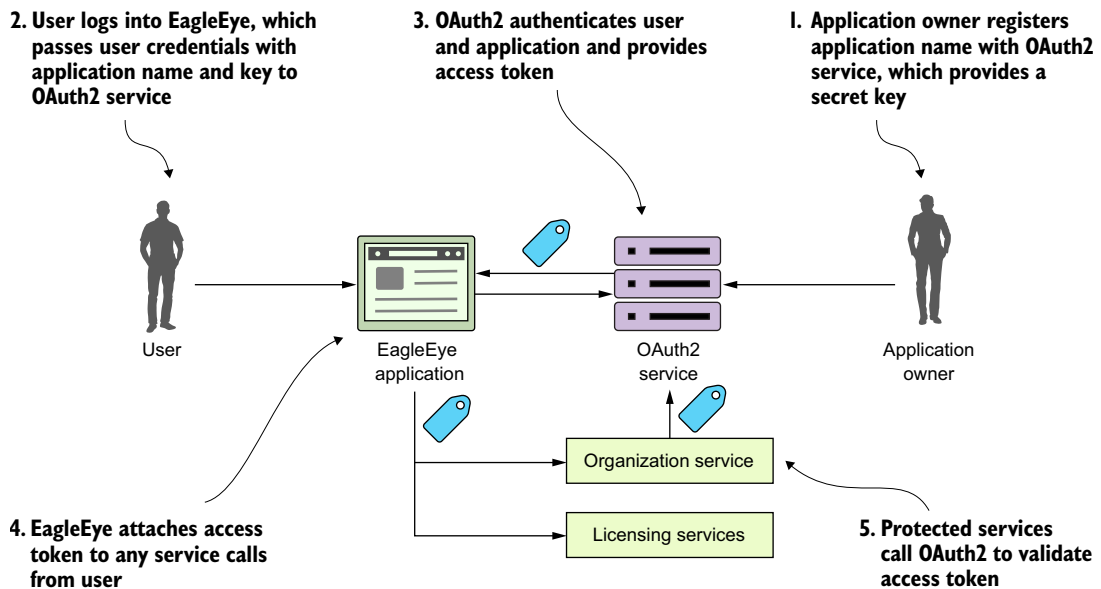 2. User logs into EagleEye, which
passes user credentials with
application name and key to
OAuth2 service
3. OAuth2 authenticates user
and application and provides
access token
1. Application owner registers
application name with OAuth2
service, which provides a
secret key
User
EagleEye
application
OAuth2
service
Application
owner
Organization service
Licensing services
4. EagleEye attaches access
token to any service calls
from user
5. Protected services
call OAuth2 to validate
access token